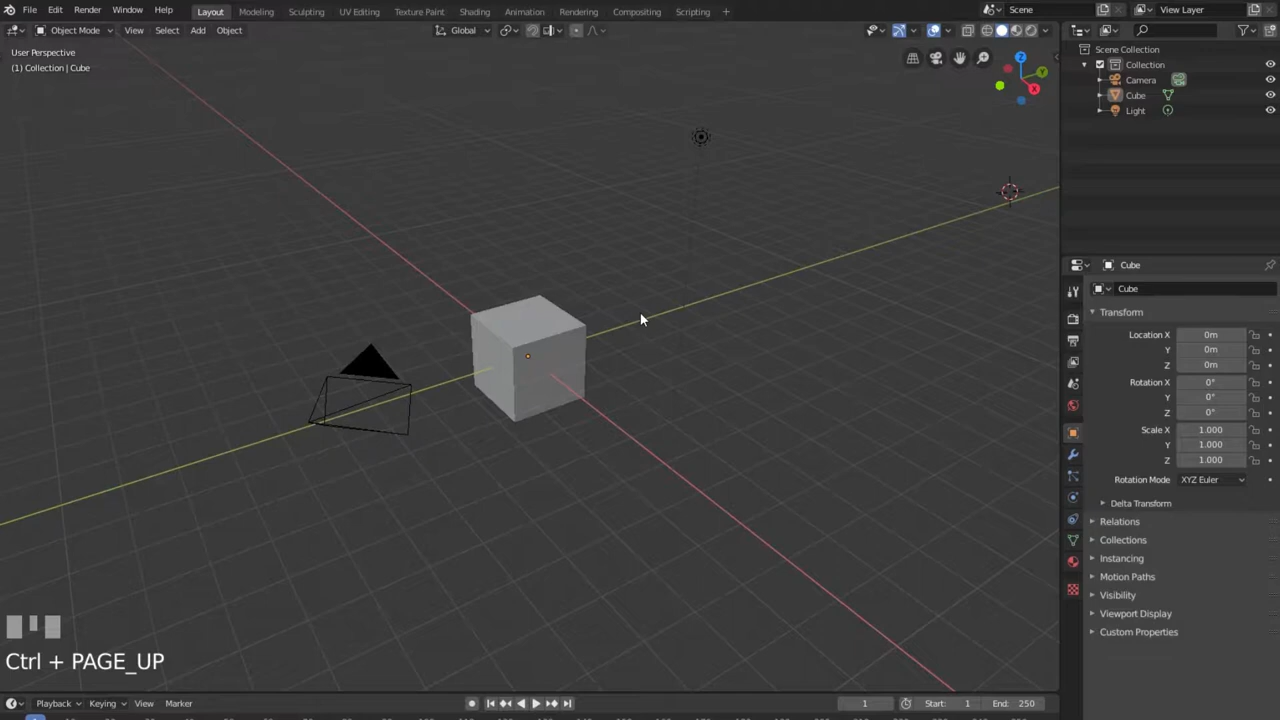 File Edit Render Window Help Layout Modeling Sculpting UV Editing Texture Paint Shading Animation Rendering Compositing Scripting + Scene View Layer
Object Mode View Select Add Object Global
User Perspective
(1) Collection | Cube
Z
Y
X
Scene Collection
Collection
Camera
Cube
Light
Cube
Cube
Transform
Location X 0m
Y 0m
Z 0m
Rotation X 0°
Y 0°
Z 0°
Scale X 1.000
Y 1.000
Z 1.000
Rotation Mode XYZ Euler
Delta Transform
Relations
Collections
Instancing
Motion Paths
Visibility
Viewport Display
Custom Properties
Ctrl + PAGE_UP
Playback Keying View Marker 1 Start: 1 End: 250